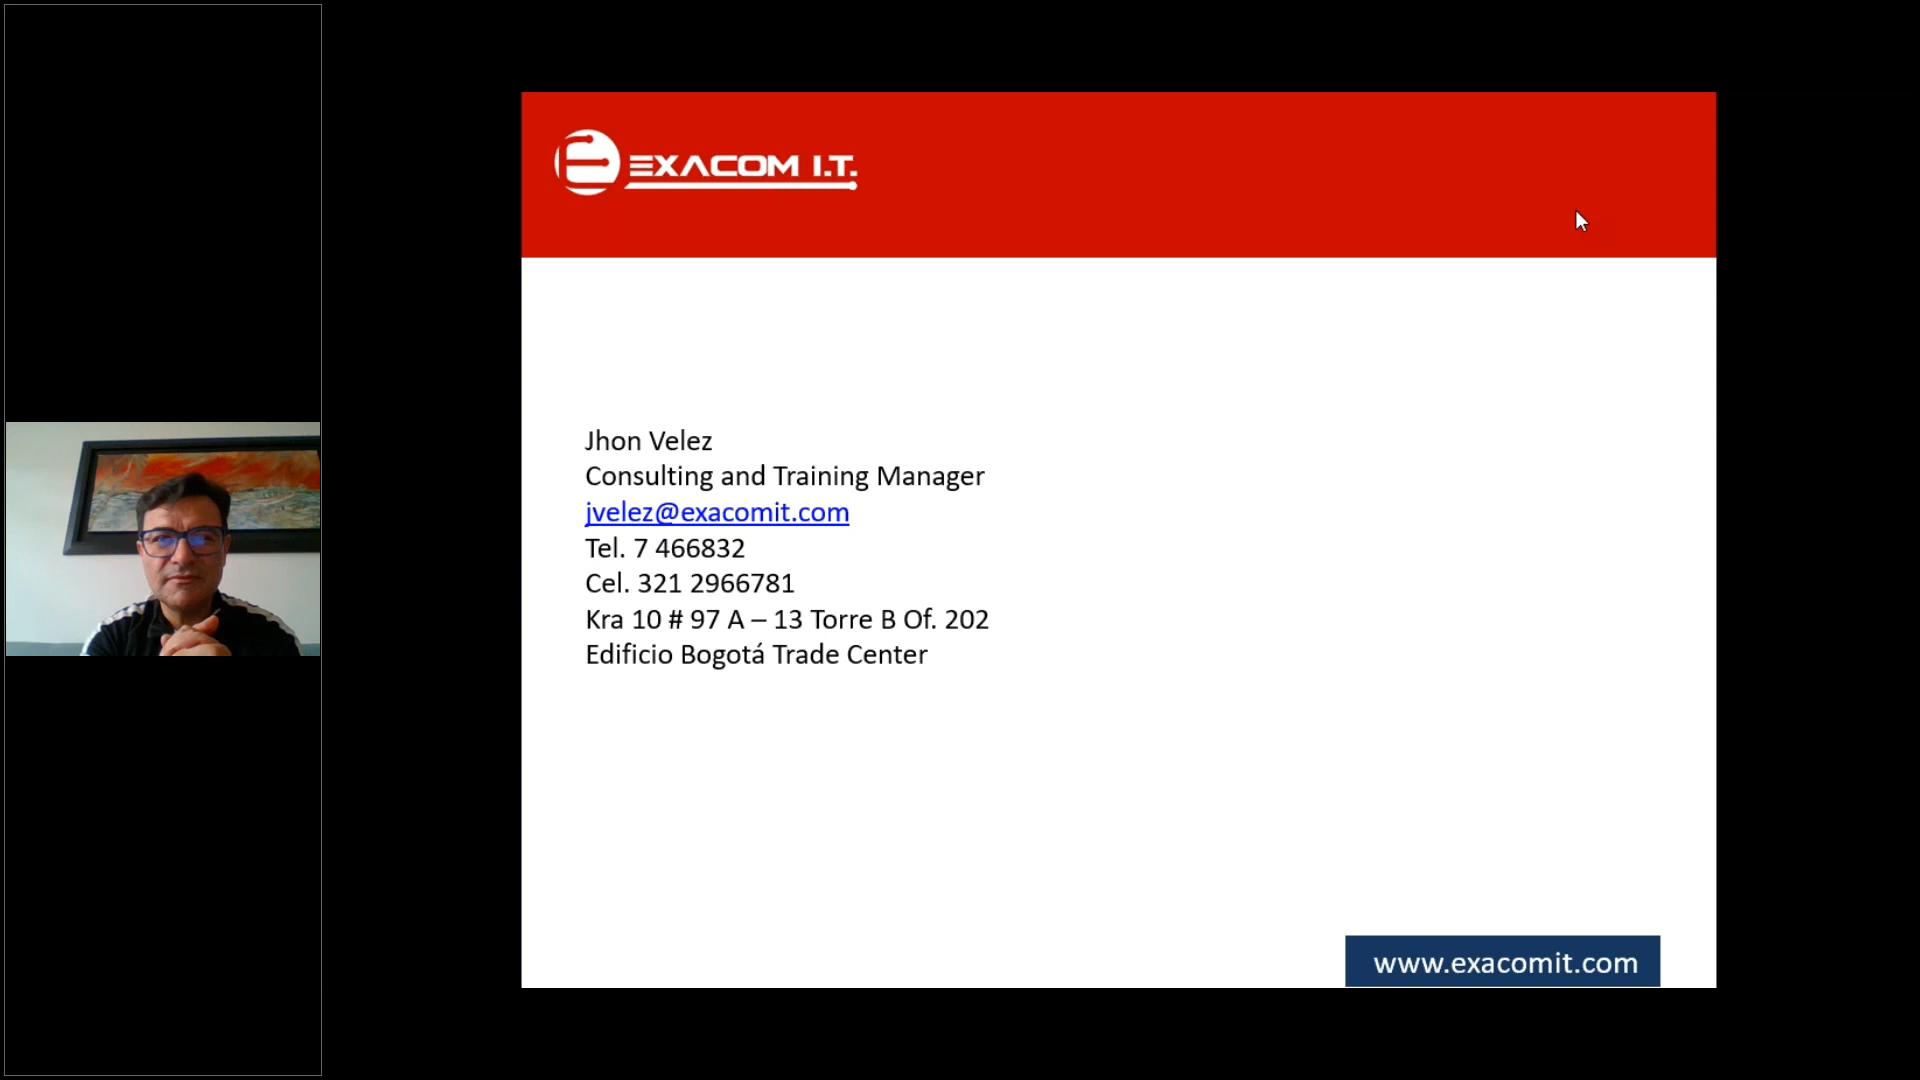 EXACOM I.T.
Jhon Velez
Consulting and Training Manager
jvelez@exacomit.com
Tel. 7 466832
Cel. 321 2966781
Kra 10 # 97 A – 13 Torre B Of. 202
Edificio Bogotá Trade Center
www.exacomit.com